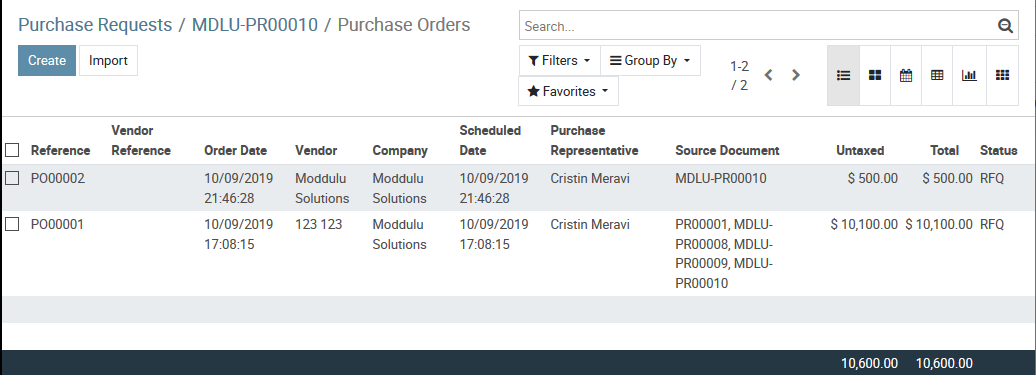 Purchase Requests / MDLU-PR00010 / Purchase Orders
Search...
Create Import
Filters Group By
1-2 / 2
Favorites
Reference Vendor Reference Order Date Vendor Company Scheduled Date Purchase Representative Source Document Untaxed Total Status
PO00002 10/09/2019 21:46:28 Moddulu Solutions Moddulu Solutions 10/09/2019 21:46:28 Cristin Meravi MDLU-PR00010 $ 500.00 $ 500.00 RFQ
PO00001 10/09/2019 17:08:15 123 123 Moddulu Solutions 10/09/2019 17:08:15 Cristin Meravi PR00001, MDLU-PR00008, MDLU-PR00009, MDLU-PR00010 $ 10,100.00 $ 10,100.00 RFQ
10,600.00 10,600.00